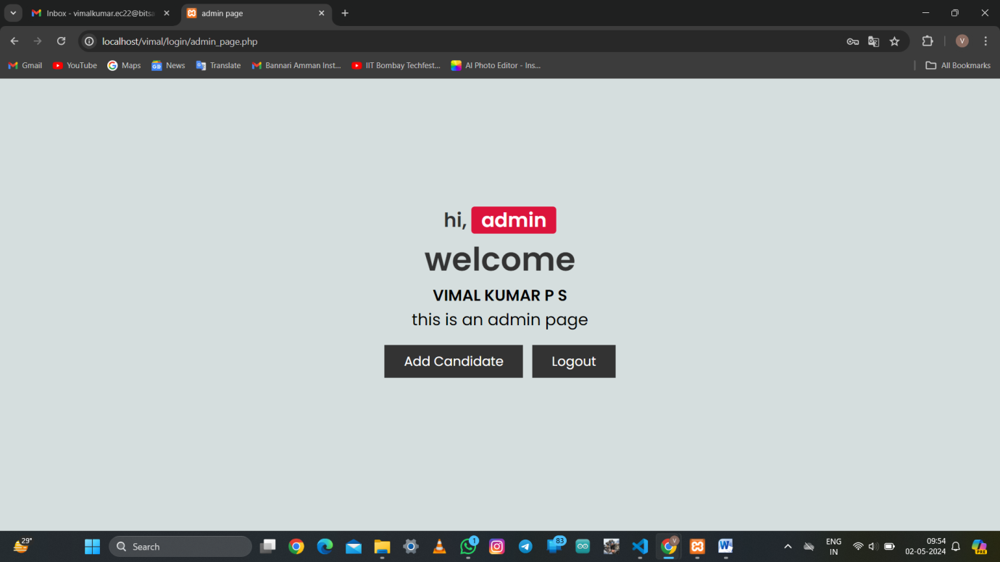 Inbox - vimalkumar.ec22@bitsa
admin page
localhost/vimal/login/admin_page.php
Gmail YouTube Maps News Translate Bannari Amman Inst... IIT Bombay Techfest... AI Photo Editor - Ins... All Bookmarks
hi, admin
welcome
VIMAL KUMAR P S
this is an admin page
Add Candidate Logout
29°
Search
1
83
ENG
IN
09:54
02-05-2024
PRE